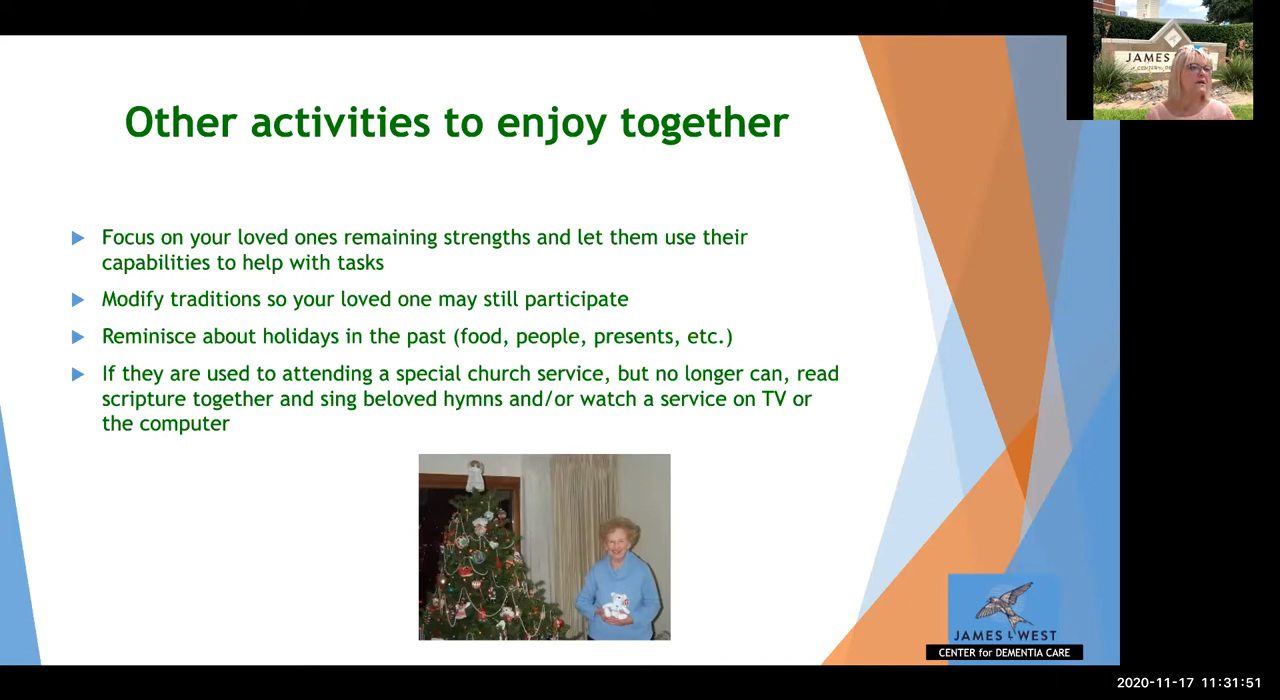 Other activities to enjoy together
Focus on your loved ones remaining strengths and let them use their
capabilities to help with tasks
Modify traditions so your loved one may still participate
Reminisce about holidays in the past (food, people, presents, etc.)
If they are used to attending a special church service, but no longer can, read
scripture together and sing beloved hymns and/or watch a service on TV or
the computer
JAMES
JAMES L WEST
CENTER for DEMENTIA CARE
2020-11-17 11:31:51